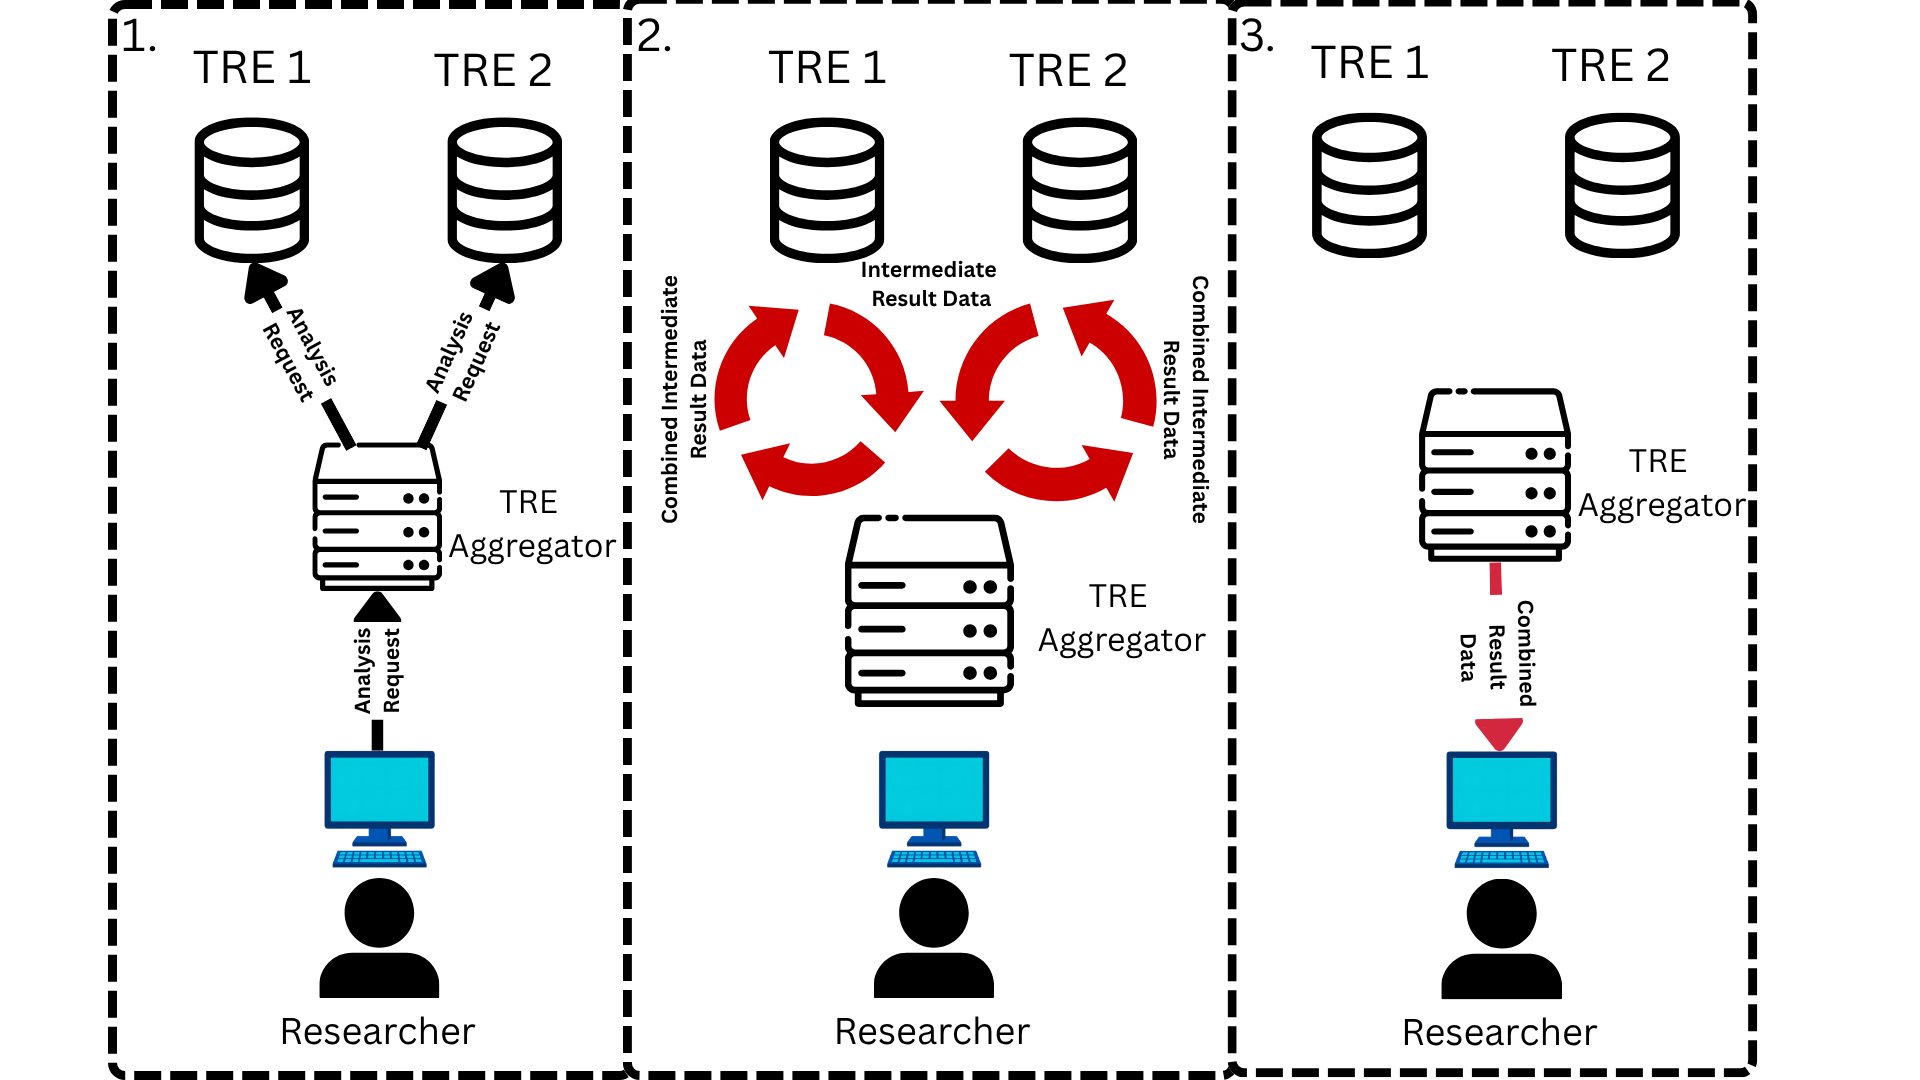 1.
TRE 1
TRE 2
Analysis
Request
Analysis
Request
TRE
Aggregator
Analysis
Request
Researcher
2.
TRE 1
TRE 2
Intermediate
Result Data
Combined Intermediate
Result Data
Combined Intermediate
Result Data
TRE
Aggregator
Researcher
3.
TRE 1
TRE 2
TRE
Aggregator
Combined
Result
Data
Researcher